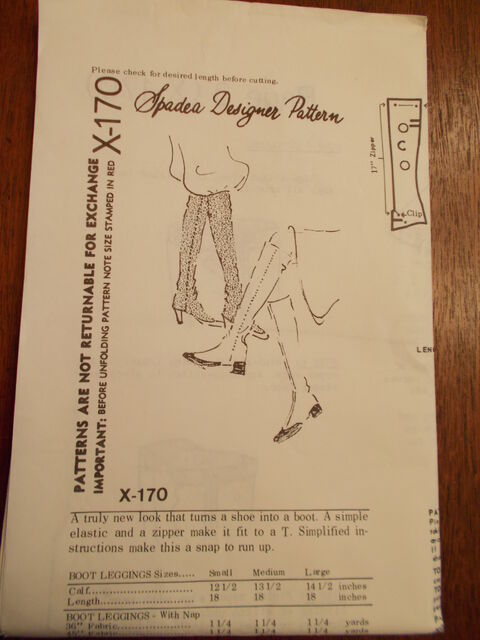 Please check for desired length before cutting.
Spadea Designer Pattern
X-170
PATTERNS ARE NOT RETURNABLE FOR EXCHANGE
IMPORTANT: BEFORE UNFOLDING PATTERN NOTE SIZE STAMPED IN RED
17" Zipper
Clip
X-170
A truly new look that turns a shoe into a boot. A simple
elastic and a zipper make it fit to a T. Simplified in-
structions make this a snap to run up.
BOOT LEGGINGS Sizes..... Small Medium Large
Calf............................ 12 1/2 13 1/2 14 1/2 inches
Length......................... 18 18 18 inches
BOOT LEGGINGS - With Nap
36" Fabric.................... 1 1/4 1 1/4 1 1/4 yards
45" Fabric